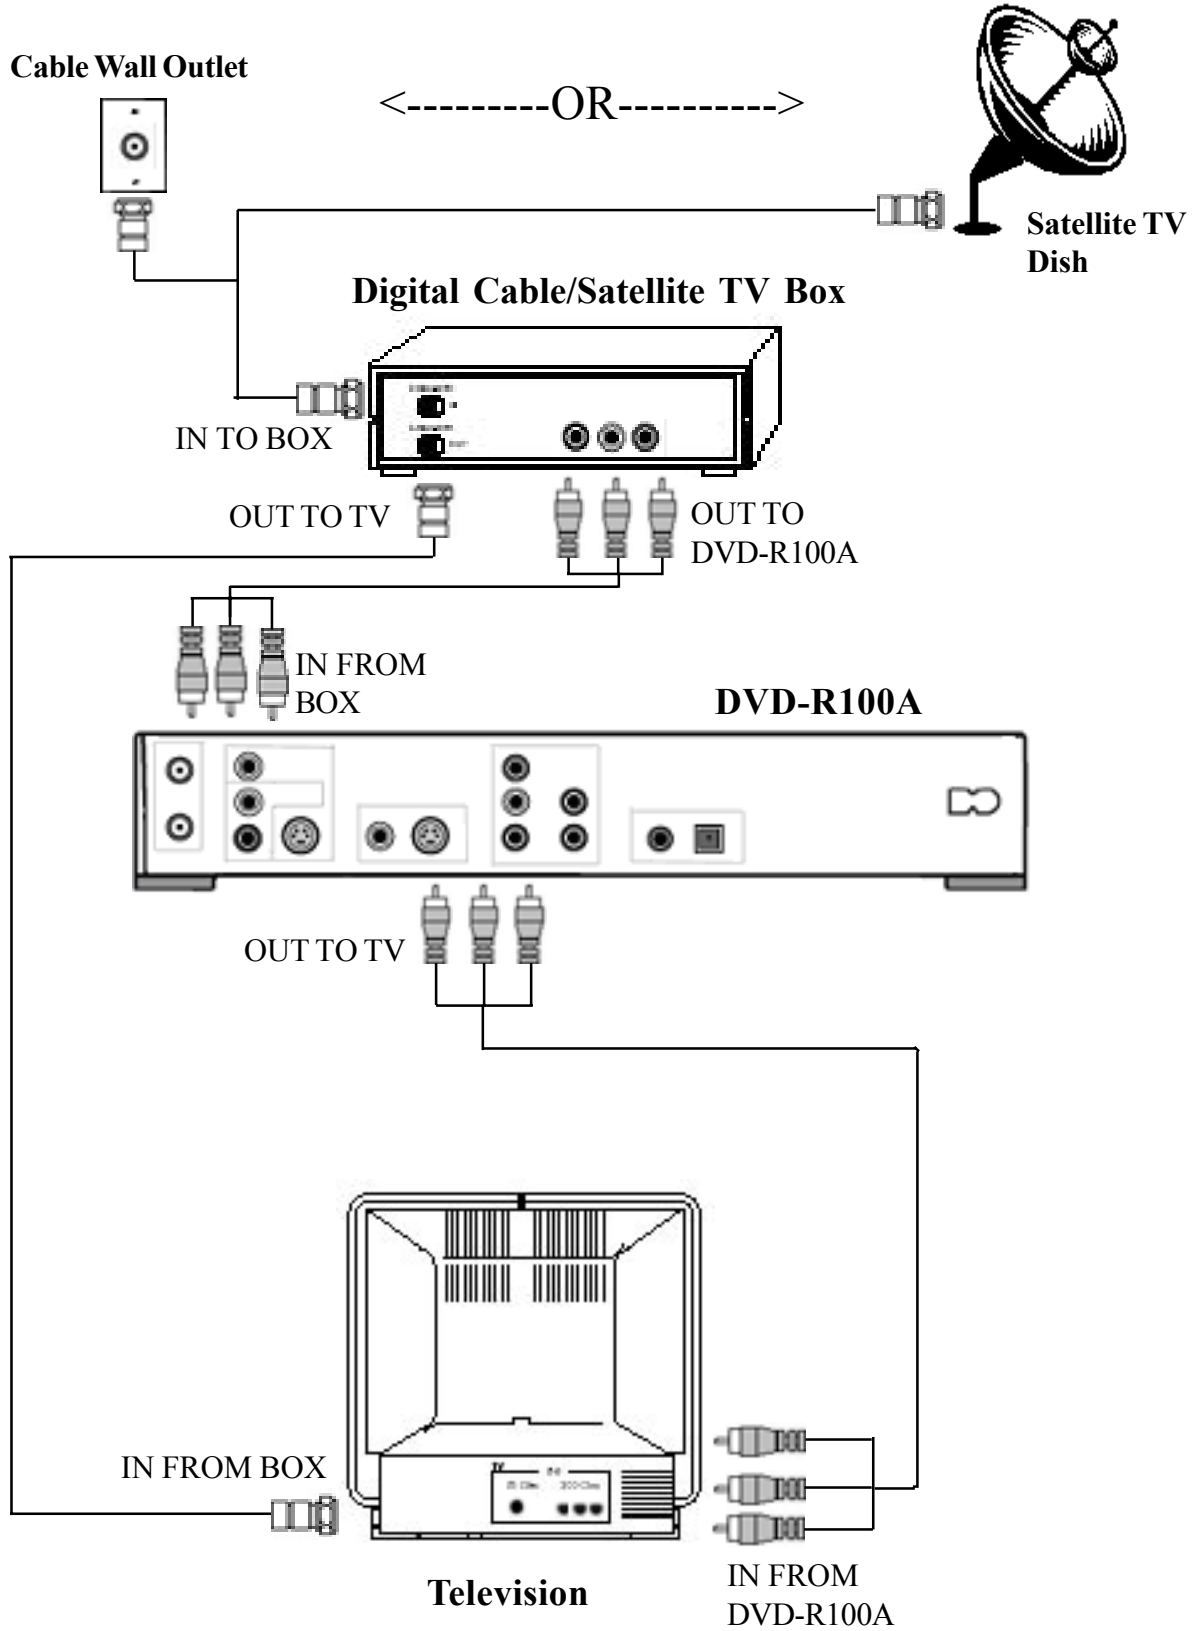 Cable Wall Outlet
<---------OR---------->
Satellite TV
Dish
Digital Cable/Satellite TV Box
IN TO BOX
OUT TO TV
OUT TO
DVD-R100A
IN FROM
BOX
DVD-R100A
OUT TO TV
IN FROM BOX
TV
Television
IN FROM
DVD-R100A